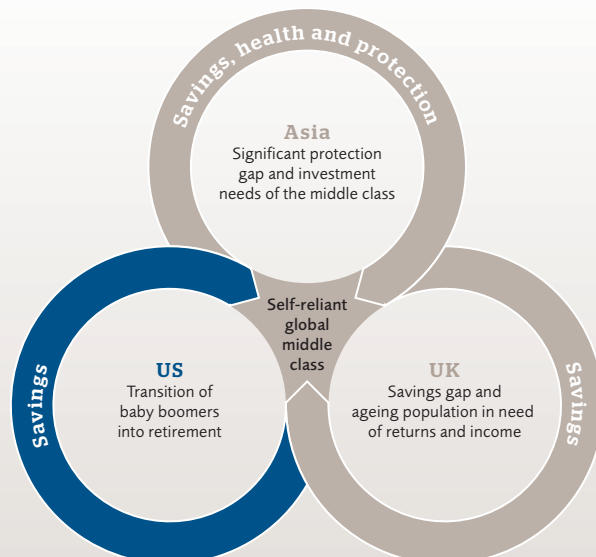 Savings, health and protection
Asia
Significant protection
gap and investment
needs of the middle class
Self-reliant
global
middle
class
Savings
US
Transition of
baby boomers
into retirement
UK
Savings gap and
ageing population in need
of returns and income
Savings